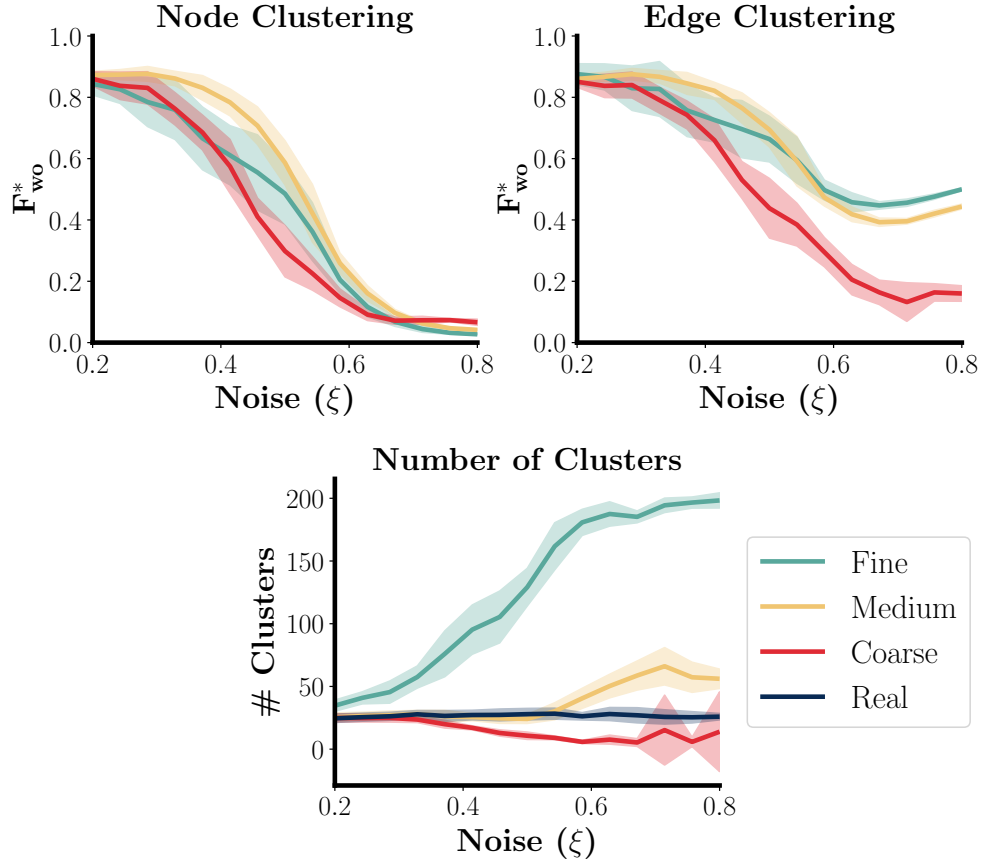 Node Clustering
1.0
0.8
0.6
0.4
0.2
0.0
F*wo
0.2 0.4 0.6 0.8
Noise (ξ)
Edge Clustering
1.0
0.8
0.6
0.4
0.2
0.0
F*wo
0.2 0.4 0.6 0.8
Noise (ξ)
Number of Clusters
200
150
100
50
0
# Clusters
0.2 0.4 0.6 0.8
Noise (ξ)
Fine
Medium
Coarse
Real